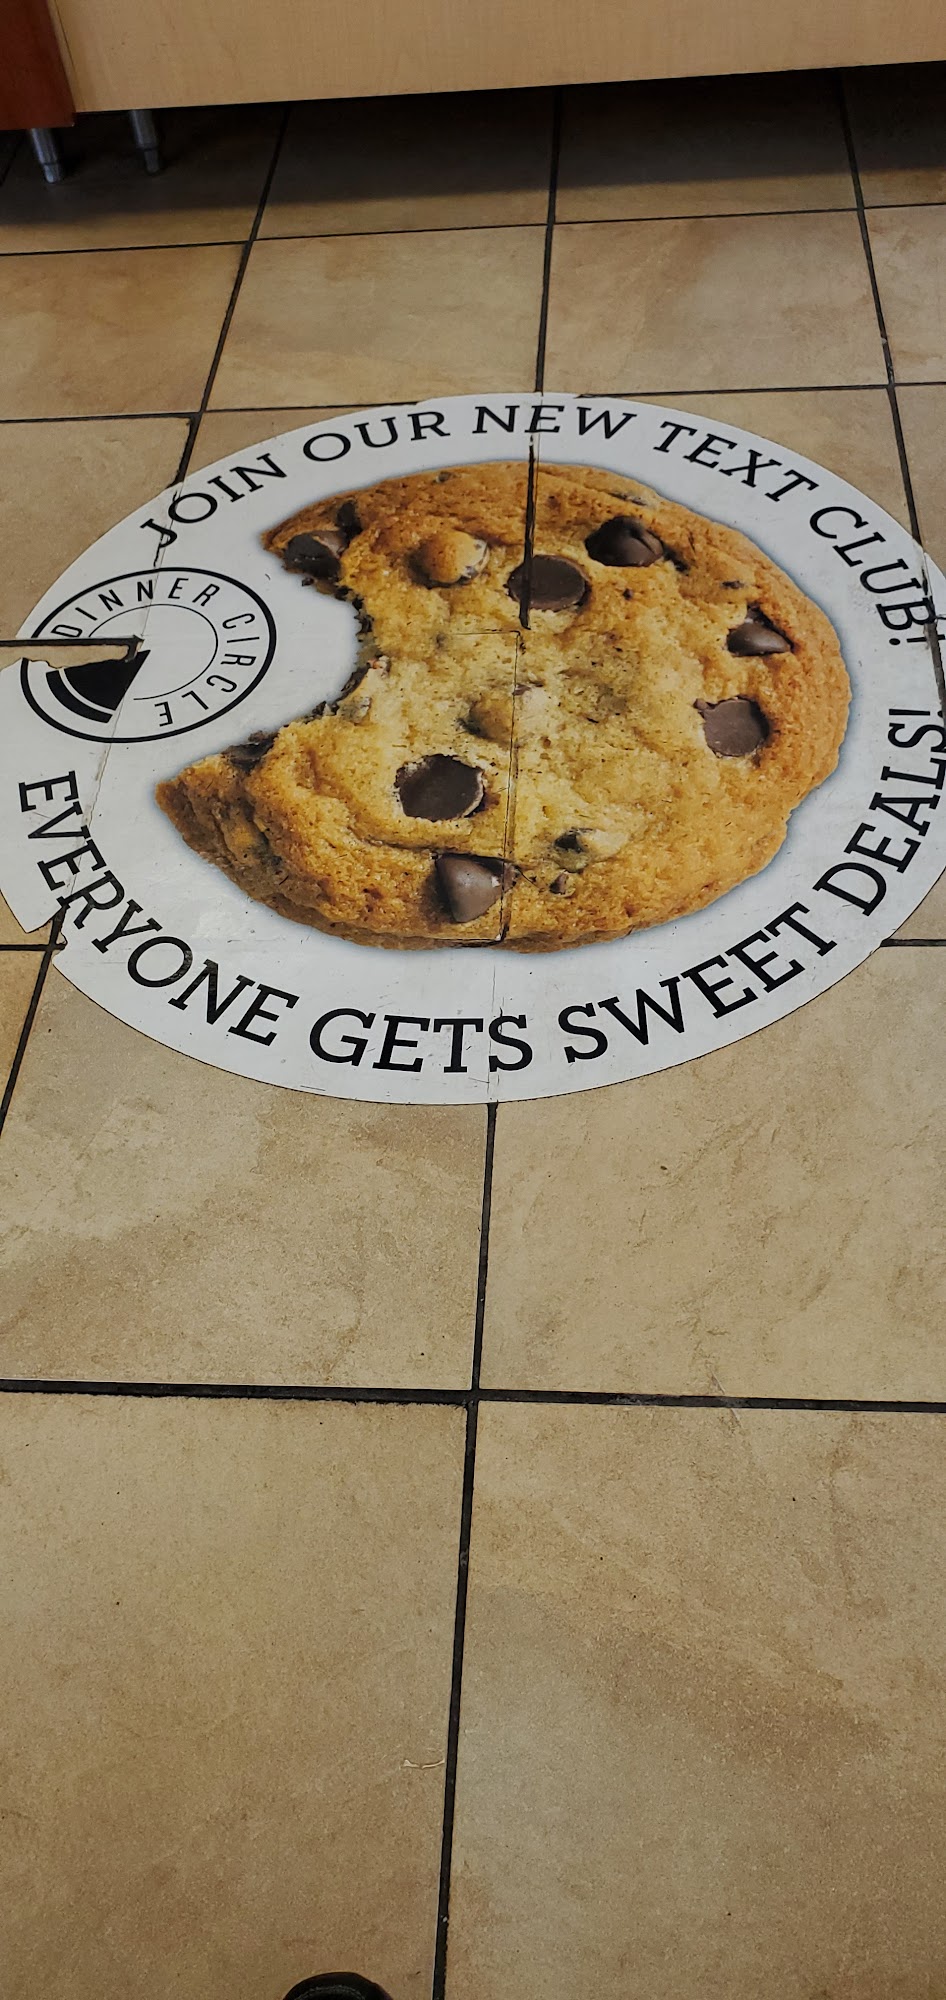 JOIN OUR NEW TEXT CLUB!
DINNER CIRCLE
EVERYONE GETS SWEET DEALS!